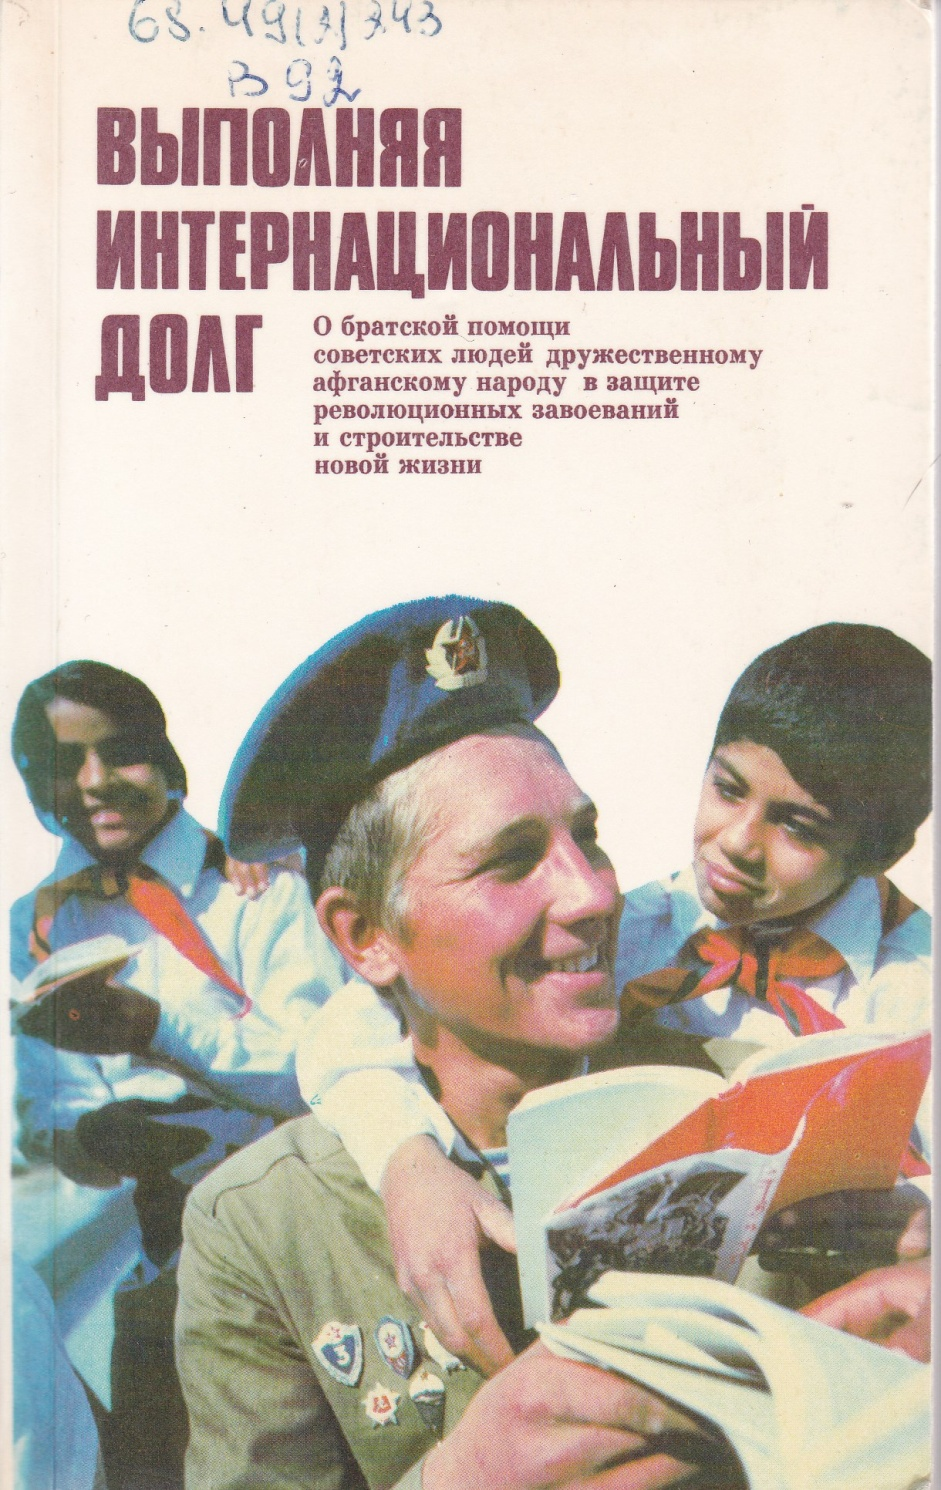 68.49(2)343
В92
ВЫПОЛНЯЯ
ИНТЕРНАЦИОНАЛЬНЫЙ
ДОЛГ
О братской помощи
советских людей дружественному
афганскому народу в защите
революционных завоеваний
и строительстве
новой жизни
3